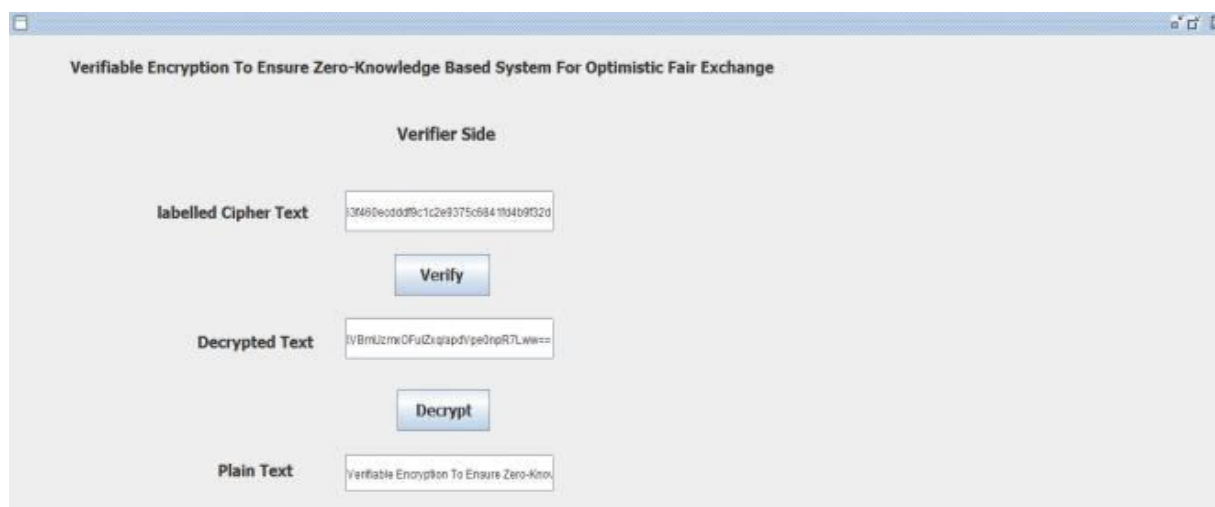 Verifiable Encryption To Ensure Zero-Knowledge Based System For Optimistic Fair Exchange
Verifier Side
labelled Cipher Text
Verify
Decrypted Text
Decrypt
Plain Text Verifiable Encryption To Ensure Zero-Know